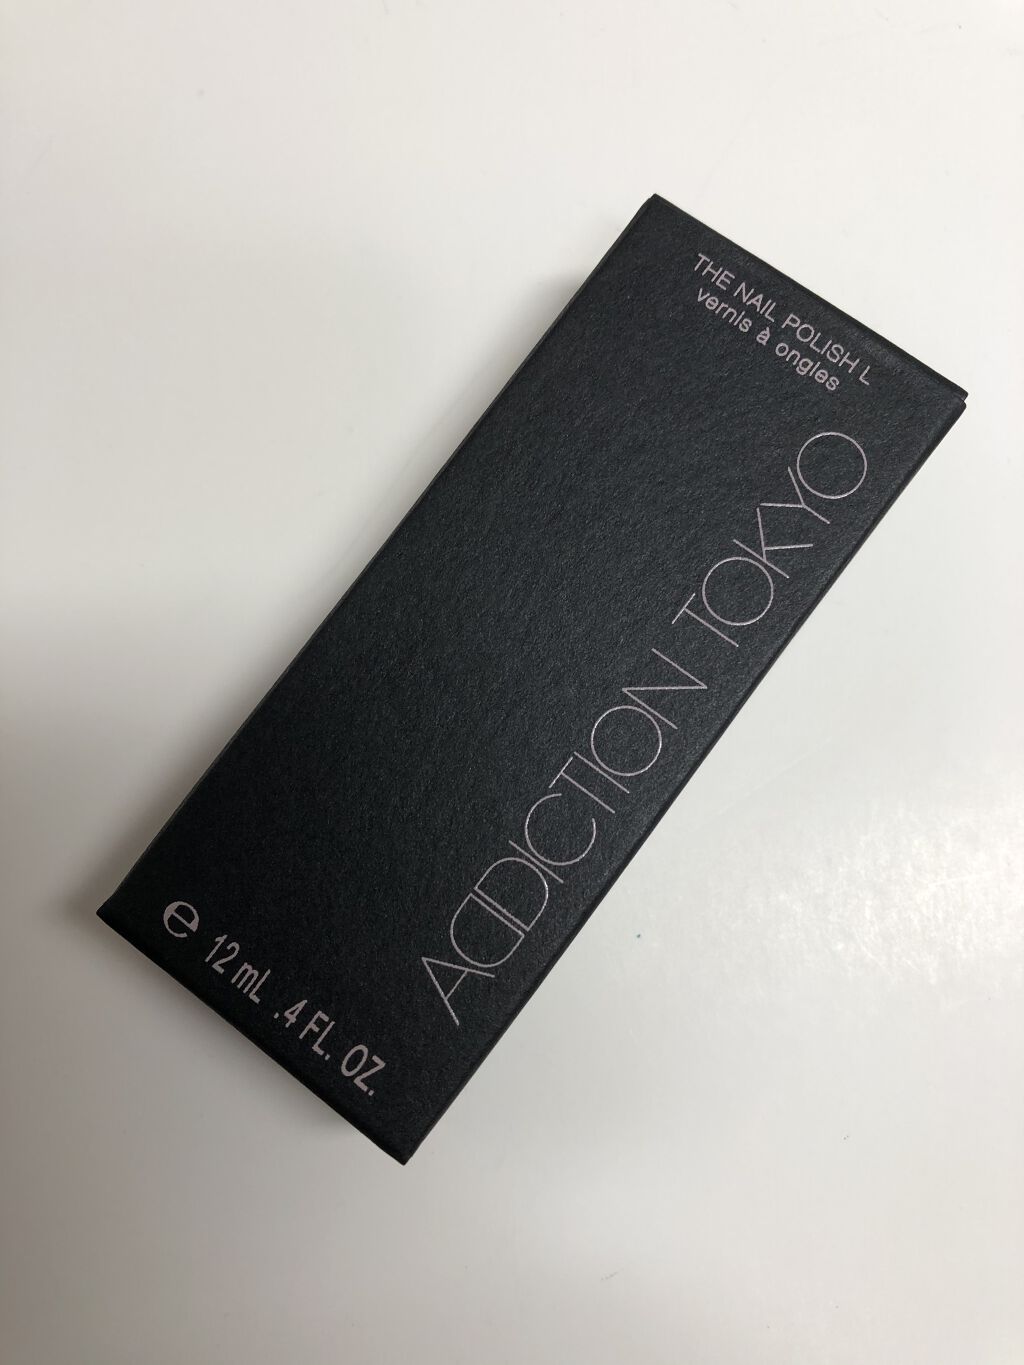 THE NAIL POLISH L
vernis à ongles
ADDICTION TOKYO
℮ 12 mL .4 FL. OZ.